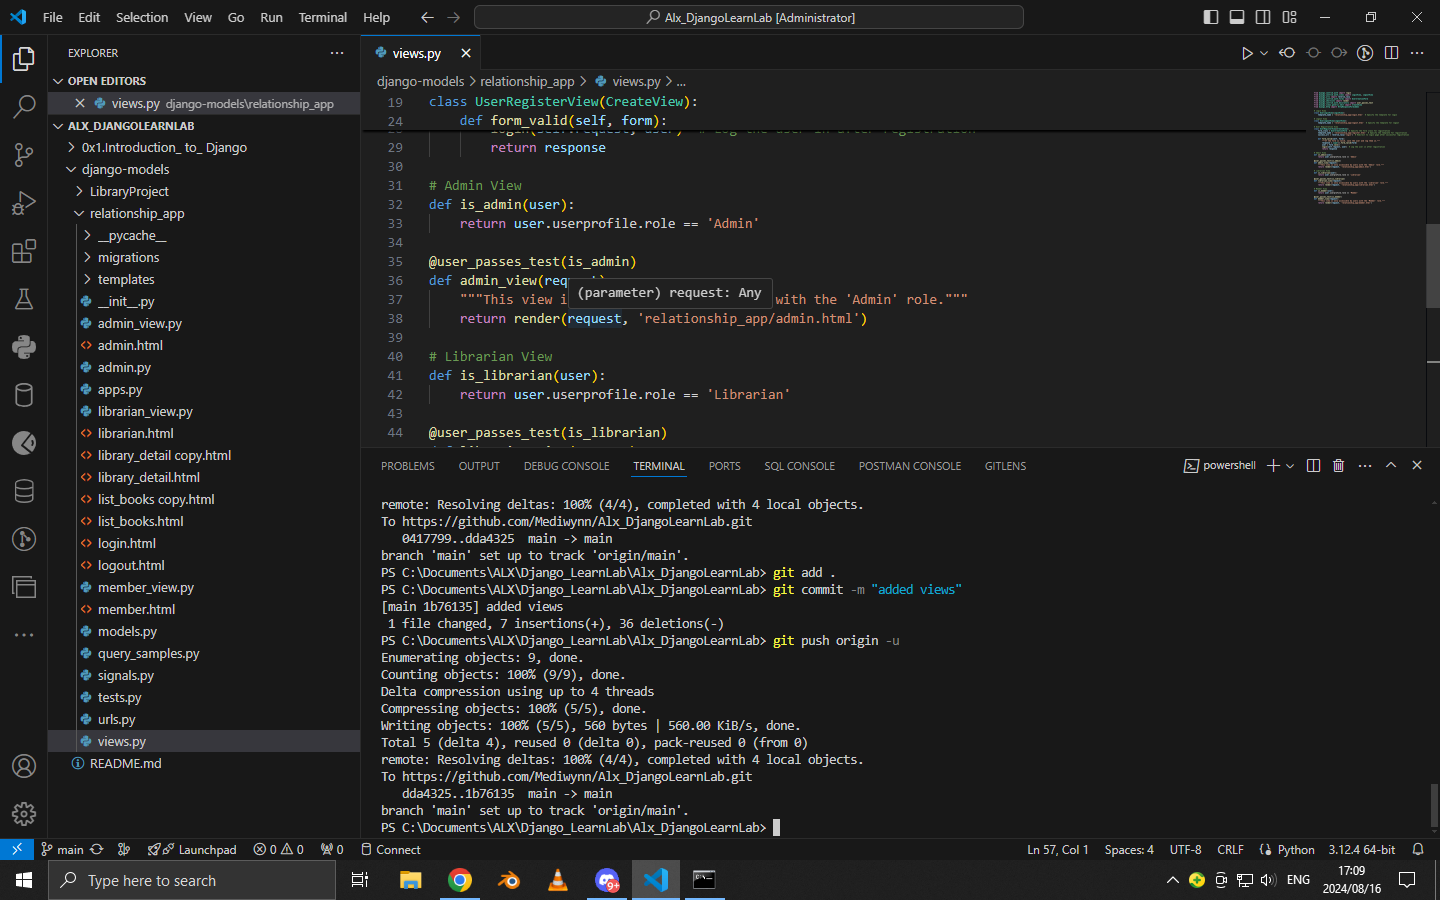 File Edit Selection View Go Run Terminal Help
Alx_DjangoLearnLab [Administrator]
EXPLORER
OPEN EDITORS
views.py django-models\relationship_app
ALX_DJANGOLEARNLAB
0x1.Introduction_ to_ Django
django-models
LibraryProject
relationship_app
__pycache__
migrations
templates
__init__.py
admin_view.py
admin.html
admin.py
apps.py
librarian_view.py
librarian.html
library_detail copy.html
library_detail.html
list_books copy.html
list_books.html
login.html
logout.html
member_view.py
member.html
models.py
query_samples.py
signals.py
tests.py
urls.py
views.py
README.md
views.py
django-models > relationship_app > views.py > ...
19 class UserRegisterView(CreateView):
24 def form_valid(self, form):
29 return response
30
31 # Admin View
32 def is_admin(user):
33 return user.userprofile.role == 'Admin'
34
35 @user_passes_test(is_admin)
36 def admin_view(req
(parameter) request: Any
37 """This view i with the 'Admin' role."""
38 return render(request, 'relationship_app/admin.html')
39
40 # Librarian View
41 def is_librarian(user):
42 return user.userprofile.role == 'Librarian'
43
44 @user_passes_test(is_librarian)
PROBLEMS OUTPUT DEBUG CONSOLE TERMINAL PORTS SQL CONSOLE POSTMAN CONSOLE GITLENS
powershell
remote: Resolving deltas: 100% (4/4), completed with 4 local objects.
To https://github.com/Mediwynn/Alx_DjangoLearnLab.git
0417799..dda4325 main -> main
branch 'main' set up to track 'origin/main'.
PS C:\Documents\ALX\Django_LearnLab\Alx_DjangoLearnLab> git add .
PS C:\Documents\ALX\Django_LearnLab\Alx_DjangoLearnLab> git commit -m "added views"
[main 1b76135] added views
1 file changed, 7 insertions(+), 36 deletions(-)
PS C:\Documents\ALX\Django_LearnLab\Alx_DjangoLearnLab> git push origin -u
Enumerating objects: 9, done.
Counting objects: 100% (9/9), done.
Delta compression using up to 4 threads
Compressing objects: 100% (5/5), done.
Writing objects: 100% (5/5), 560 bytes | 560.00 KiB/s, done.
Total 5 (delta 4), reused 0 (delta 0), pack-reused 0 (from 0)
remote: Resolving deltas: 100% (4/4), completed with 4 local objects.
To https://github.com/Mediwynn/Alx_DjangoLearnLab.git
dda4325..1b76135 main -> main
branch 'main' set up to track 'origin/main'.
PS C:\Documents\ALX\Django_LearnLab\Alx_DjangoLearnLab>
main Launchpad 0 0 0 Connect
Ln 57, Col 1 Spaces: 4 UTF-8 CRLF Python 3.12.4 64-bit
Type here to search
9+
ENG
17:09
2024/08/16